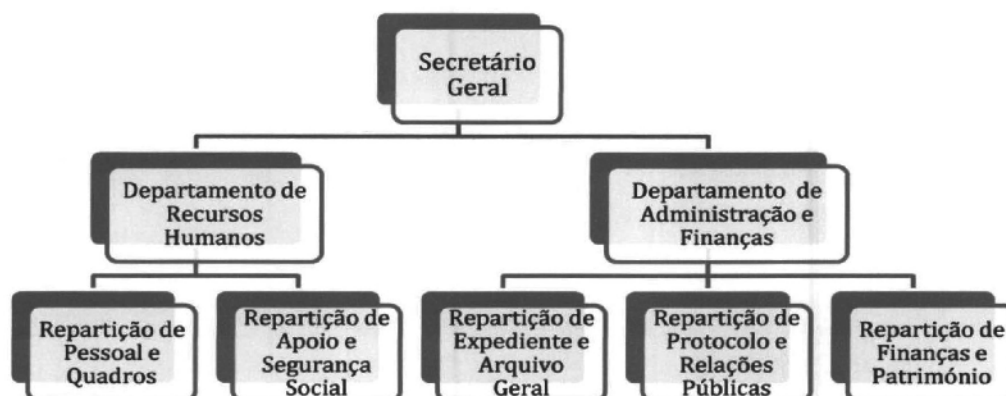 Secretário
Geral
Departamento de
Recursos
Humanos
Departamento de
Administração e
Finanças
Repartição de
Pessoal e
Quadros
Repartição de
Apoio e
Segurança
Social
Repartição de
Expediente e
Arquivo
Geral
Repartição de
Protocolo e
Relações
Públicas
Repartição de
Finanças e
Património